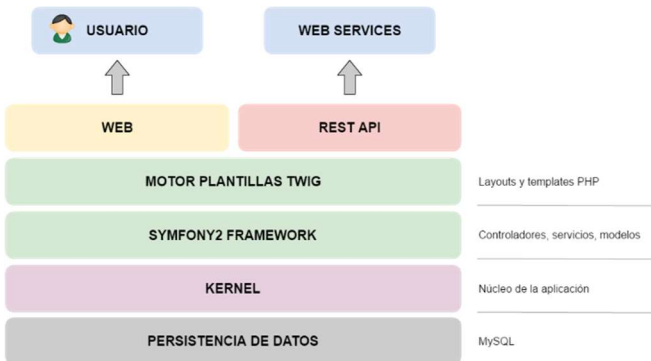 USUARIO
WEB SERVICES
WEB
REST API
MOTOR PLANTILLAS TWIG
Layouts y templates PHP
SYMFONY2 FRAMEWORK
Controladores, servicios, modelos
KERNEL
Núcleo de la aplicación
PERSISTENCIA DE DATOS
MySQL